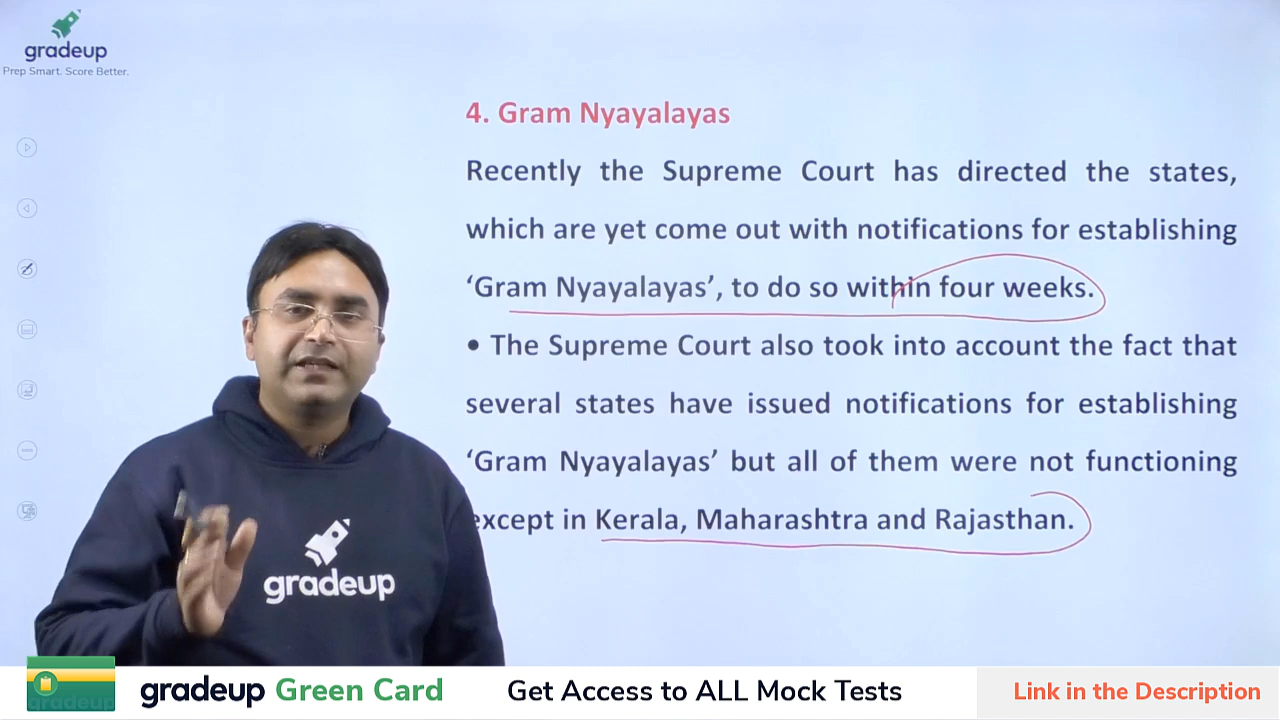 gradeup
Prep Smart. Score Better.
4. Gram Nyayalayas
Recently the Supreme Court has directed the states,
which are yet come out with notifications for establishing
‘Gram Nyayalayas’, to do so within four weeks.
• The Supreme Court also took into account the fact that
several states have issued notifications for establishing
‘Gram Nyayalayas’ but all of them were not functioning
except in Kerala, Maharashtra and Rajasthan.
gradeup
gradeup
gradeup Green Card
Get Access to ALL Mock Tests
Link in the Description